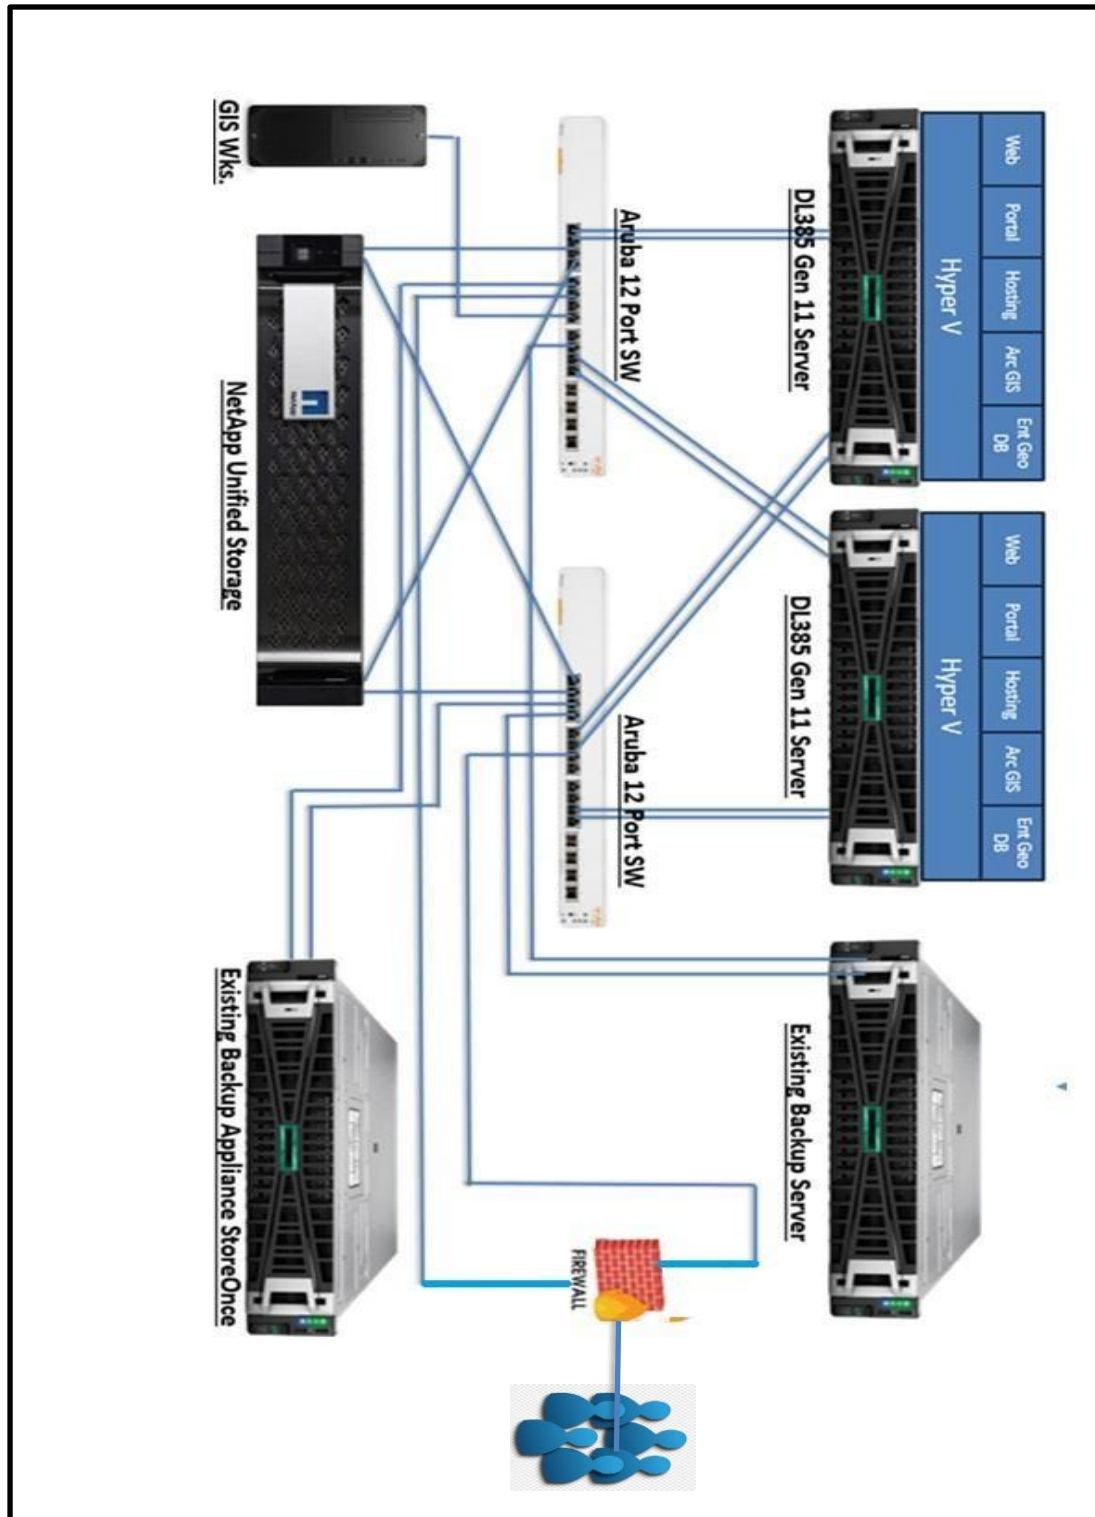 Web
Portal
Hosting
Arc GIS
Ent Geo
DB
Hyper V
Web
Portal
Hosting
Arc GIS
Ent Geo
DB
Hyper V
DL385 Gen 11 Server
DL385 Gen 11 Server
Existing Backup Server
Aruba 12 Port SW
Aruba 12 Port SW
FIREWALL
GIS Wks.
NetApp
NetApp Unified Storage
Existing Backup Appliance StoreOnce